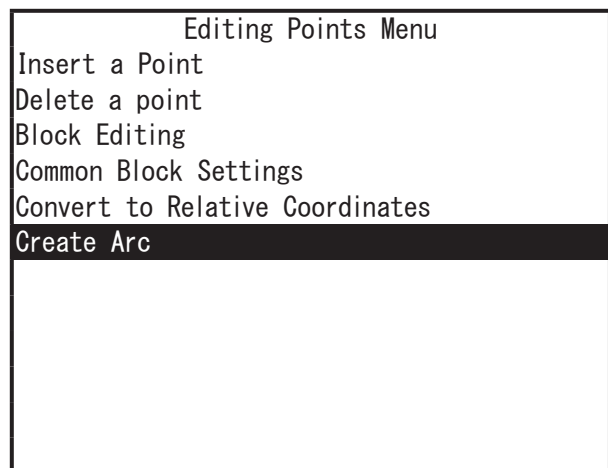 Editing Points Menu
Insert a Point
Delete a point
Block Editing
Common Block Settings
Convert to Relative Coordinates
Create Arc